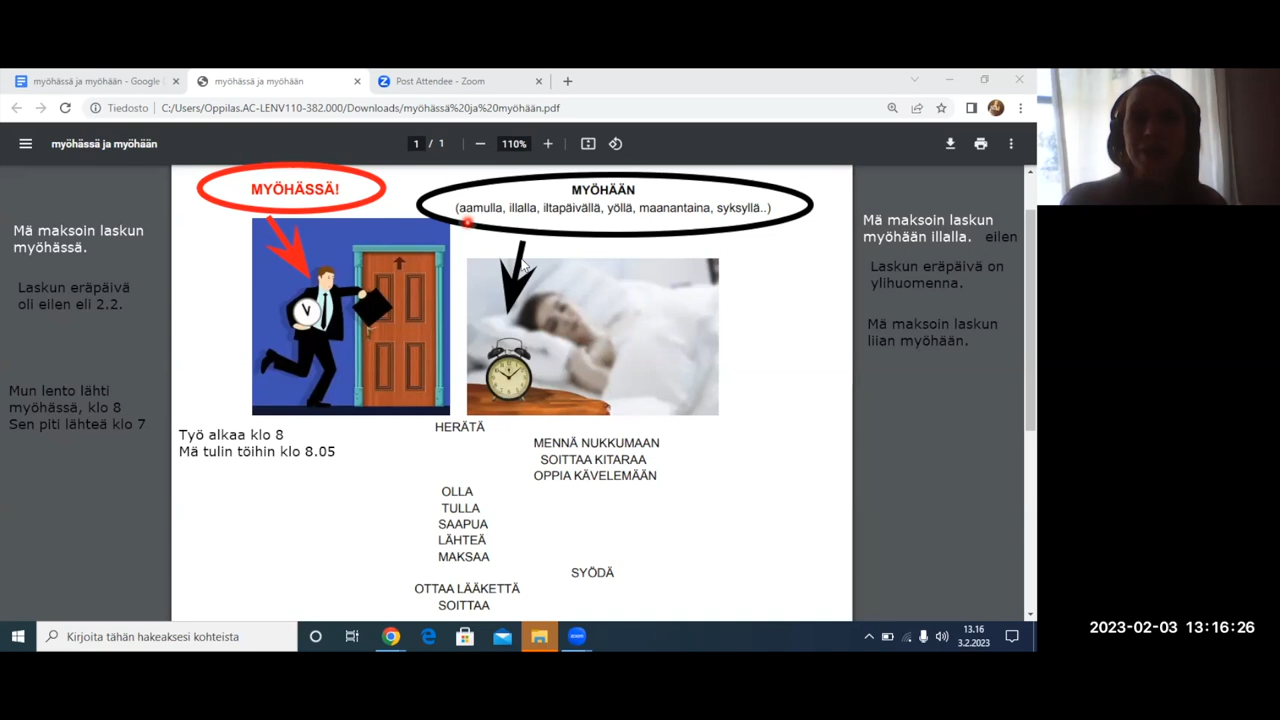 myöhässä ja myöhään - Google
myöhässä ja myöhään
Post Attendee - Zoom
Tiedosto
C:/Users/Oppilas.AC-LENV110-382.000/Downloads/myöhässä%20ja%20myöhään.pdf
myöhässä ja myöhään
1 / 1
110%
MYÖHÄSSÄ!
MYÖHÄÄN
(aamulla, illalla, iltapäivällä, yöllä, maanantaina, syksyllä..)
Mä maksoin laskun
myöhässä.
Laskun eräpäivä
oli eilen eli 2.2.
Mun lento lähti
myöhässä, klo 8
Sen piti lähteä klo 7
Mä maksoin laskun
myöhään illalla. eilen
Laskun eräpäivä on
ylihuomenna.
Mä maksoin laskun
liian myöhään.
Työ alkaa klo 8
Mä tulin töihin klo 8.05
HERÄTÄ
MENNÄ NUKKUMAAN
SOITTAA KITARAA
OPPIA KÄVELEMÄÄN
OLLA
TULLA
SAAPUA
LÄHTEÄ
MAKSAA
SYÖDÄ
OTTAA LÄÄKETTÄ
SOITTAA
Kirjoita tähän hakeaksesi kohteista
zoom
13.16
3.2.2023
2023-02-03 13:16:26